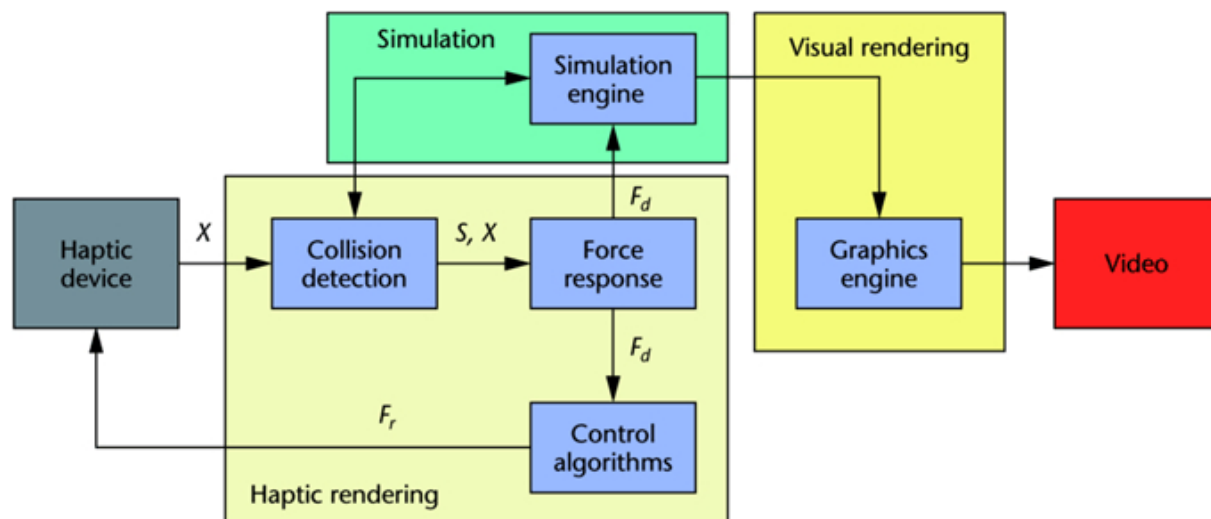 Simulation
Simulation
engine
Visual rendering
Haptic
device
X
Collision
detection
S, X
Force
response
F_d
Graphics
engine
Video
F_d
F_r
Control
algorithms
Haptic rendering